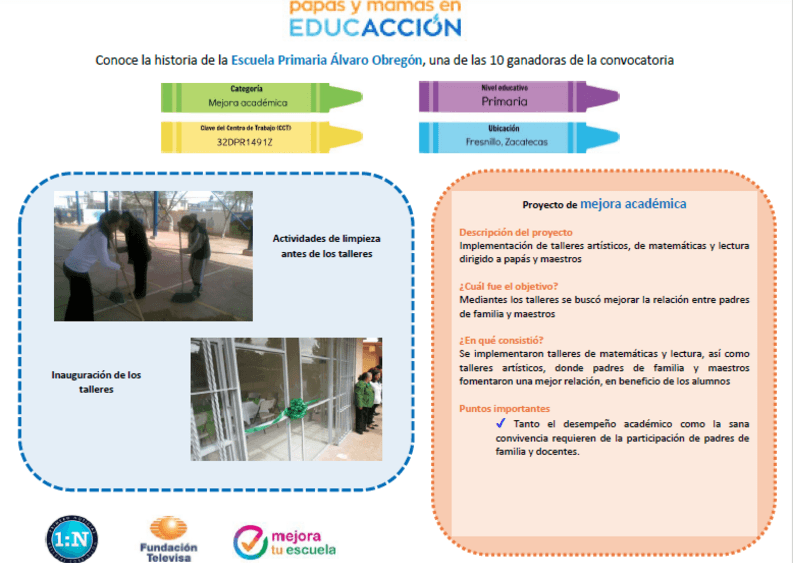 papás y mamás en
EDUCACCIÓN
Conoce la historia de la Escuela Primaria Álvaro Obregón, una de las 10 ganadoras de la convocatoria
Categoría
Mejora académica
Nivel educativo
Primaria
Clave del Centro de Trabajo (CCT)
32DPR1491Z
Ubicación
Fresnillo, Zacatecas
Actividades de limpieza
antes de los talleres
Inauguración de los
talleres
Proyecto de mejora académica
Descripción del proyecto
Implementación de talleres artísticos, de matemáticas y lectura
dirigido a papás y maestros
¿Cuál fue el objetivo?
Mediantes los talleres se buscó mejorar la relación entre padres
de familia y maestros
¿En qué consistió?
Se implementaron talleres de matemáticas y lectura, así como
talleres artísticos, donde padres de familia y maestros
fomentaron una mejor relación, en beneficio de los alumnos
Puntos importantes
✓ Tanto el desempeño académico como la sana
convivencia requieren de la participación de padres de
familia y docentes.
1:N
Fundación
Televisa
mejora
tu escuela